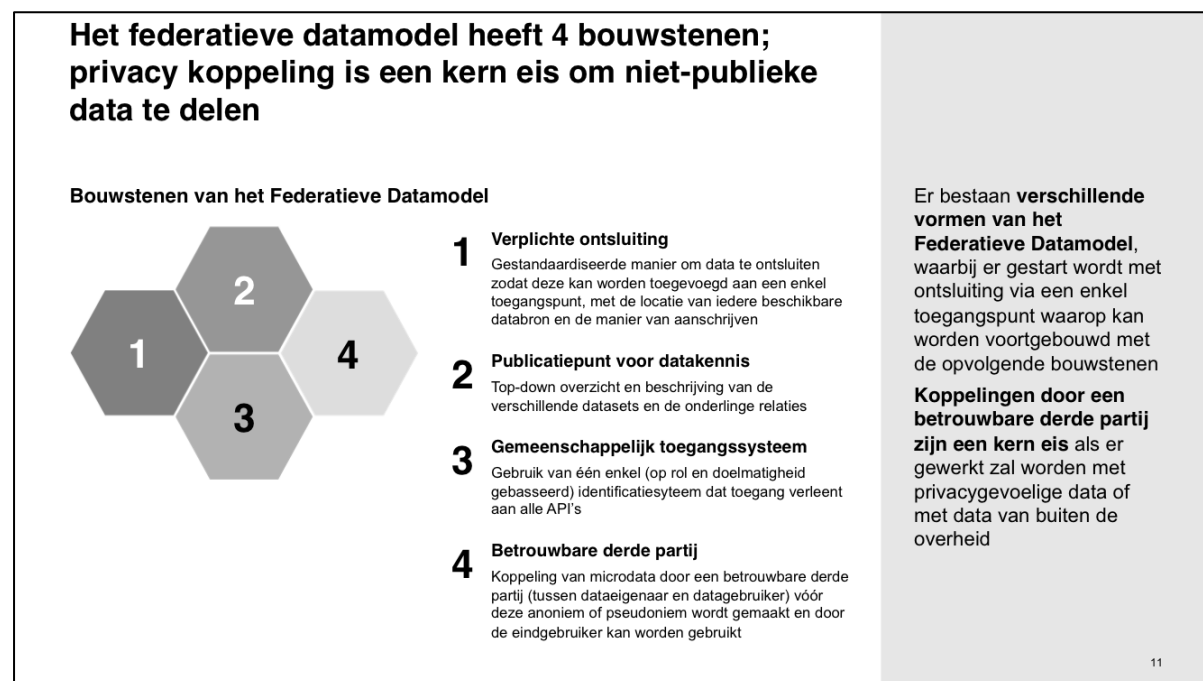 Het federatieve datamodel heeft 4 bouwstenen;
privacy koppeling is een kern eis om niet-publieke
data te delen
Bouwstenen van het Federatieve Datamodel
1
2
3
4
1
Verplichte ontsluiting
Gestandaardiseerde manier om data te ontsluiten
zodat deze kan worden toegevoegd aan een enkel
toegangspunt, met de locatie van iedere beschikbare
databron en de manier van aanschrijven
2
Publicatiepunt voor datakennis
Top-down overzicht en beschrijving van de
verschillende datasets en de onderlinge relaties
3
Gemeenschappelijk toegangssysteem
Gebruik van één enkel (op rol en doelmatigheid
gebasseerd) identificatiesyteem dat toegang verleent
aan alle API's
4
Betrouwbare derde partij
Koppeling van microdata door een betrouwbare derde
partij (tussen dataeigenaar en datagebruiker) vóór
deze anoniem of pseudoniem wordt gemaakt en door
de eindgebruiker kan worden gebruikt
Er bestaan verschillende
vormen van het
Federatieve Datamodel,
waarbij er gestart wordt met
ontsluiting via een enkel
toegangspunt waarop kan
worden voortgebouwd met
de opvolgende bouwstenen
Koppelingen door een
betrouwbare derde partij
zijn een kern eis als er
gewerkt zal worden met
privacygevoelige data of
met data van buiten de
overheid
11